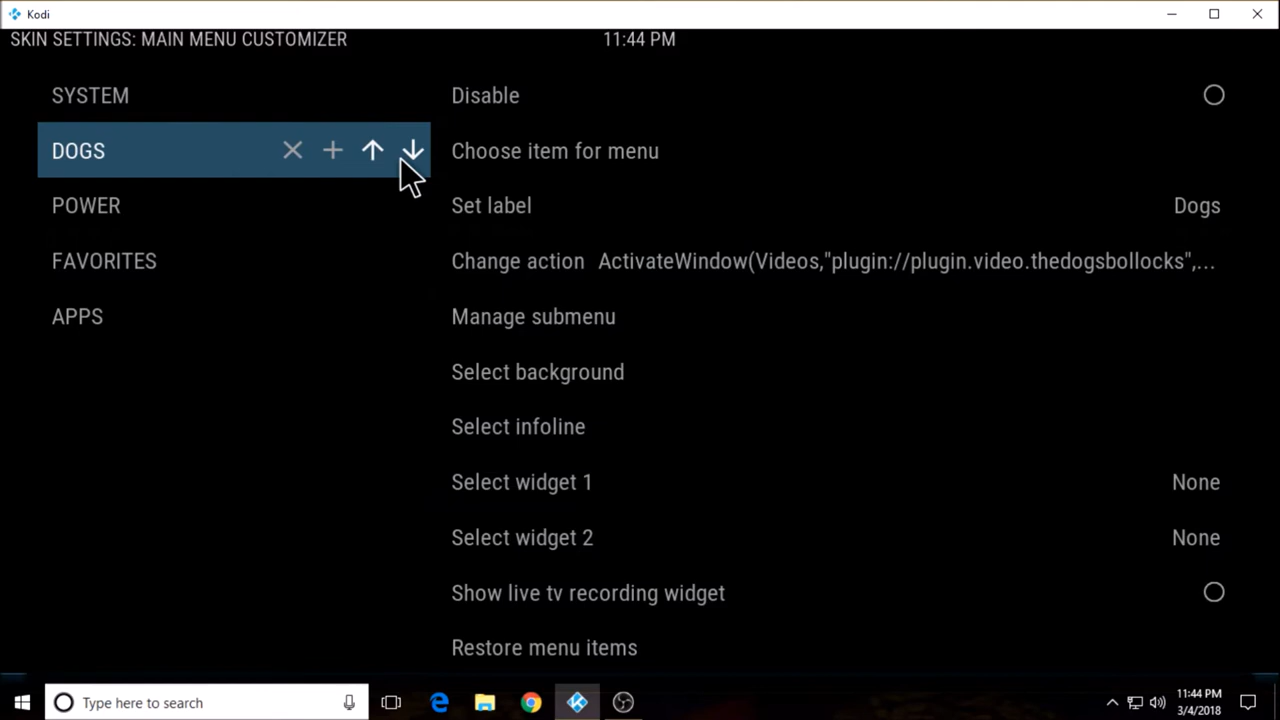 Kodi
SKIN SETTINGS: MAIN MENU CUSTOMIZER 11:44 PM
SYSTEM Disable
DOGS Choose item for menu
POWER Set label Dogs
FAVORITES Change action ActivateWindow(Videos,"plugin://plugin.video.thedogsbollocks",...
APPS Manage submenu
Select background
Select infoline
Select widget 1 None
Select widget 2 None
Show live tv recording widget
Restore menu items
Type here to search
11:44 PM
3/4/2018